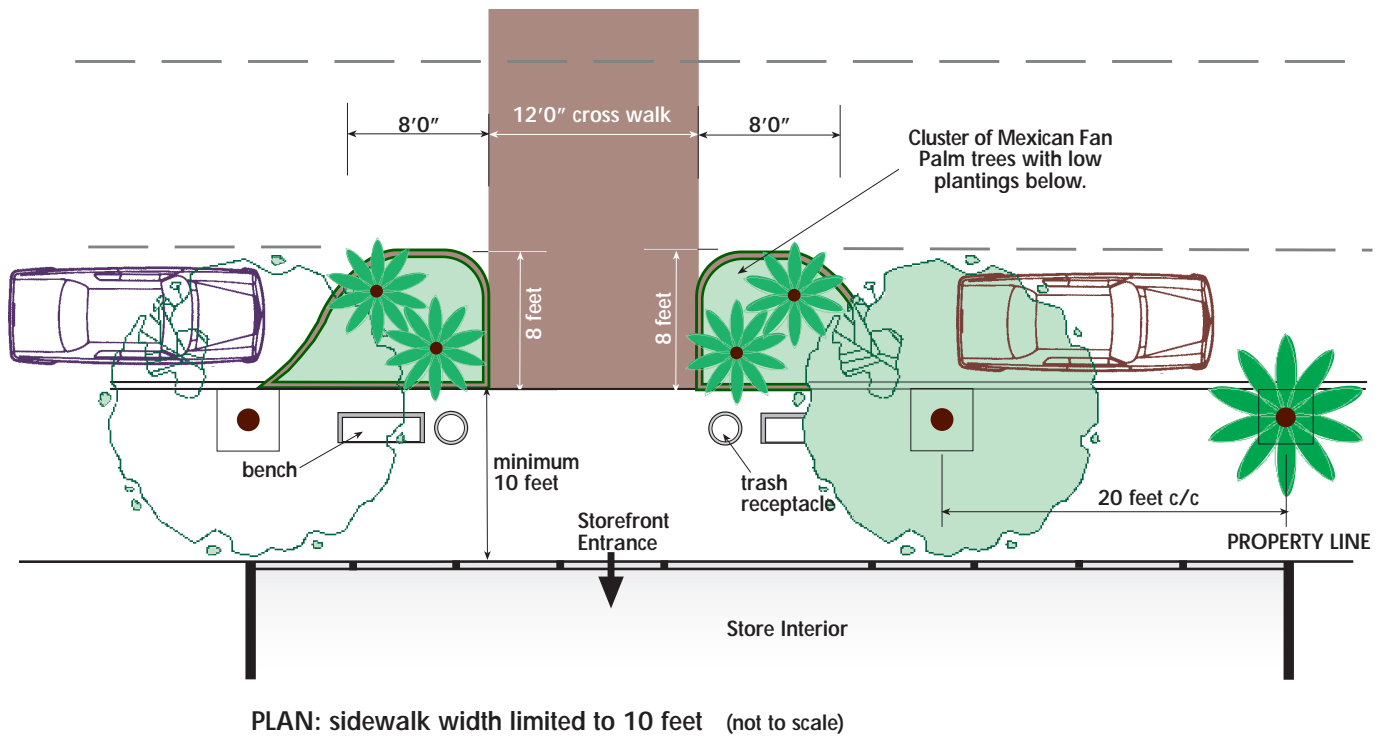 8’0”
12’0” cross walk
8’0”
Cluster of Mexican Fan
Palm trees with low
plantings below.
8 feet
8 feet
bench
minimum
10 feet
trash
receptacle
20 feet c/c
Storefront
Entrance
PROPERTY LINE
Store Interior
PLAN: sidewalk width limited to 10 feet (not to scale)